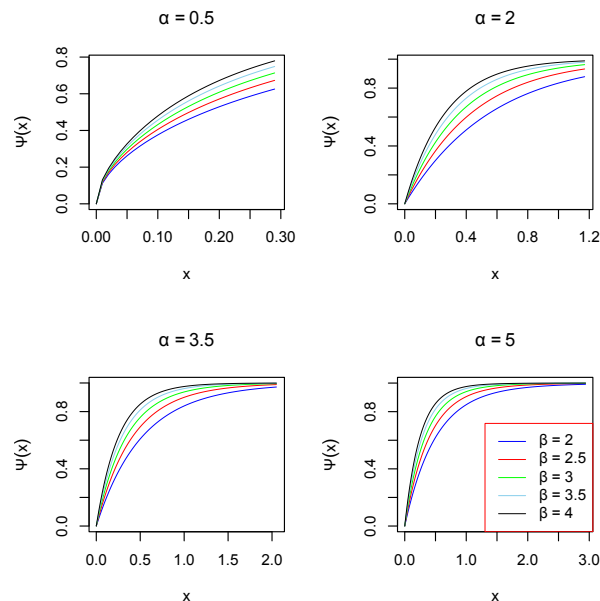 α = 0.5
Ψ(x)
0.0 0.2 0.4 0.6 0.8
0.00 0.10 0.20 0.30
x
α = 2
Ψ(x)
0.0 0.4 0.8
0.0 0.4 0.8 1.2
x
α = 3.5
Ψ(x)
0.0 0.4 0.8
0.0 0.5 1.0 1.5 2.0
x
α = 5
Ψ(x)
0.0 0.4 0.8
0.0 1.0 2.0 3.0
x
β = 2
β = 2.5
β = 3
β = 3.5
β = 4